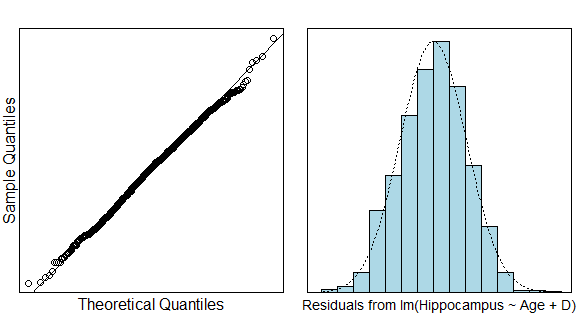 Sample Quantiles
Theoretical Quantiles
Residuals from lm(Hippocampus ~ Age + D)